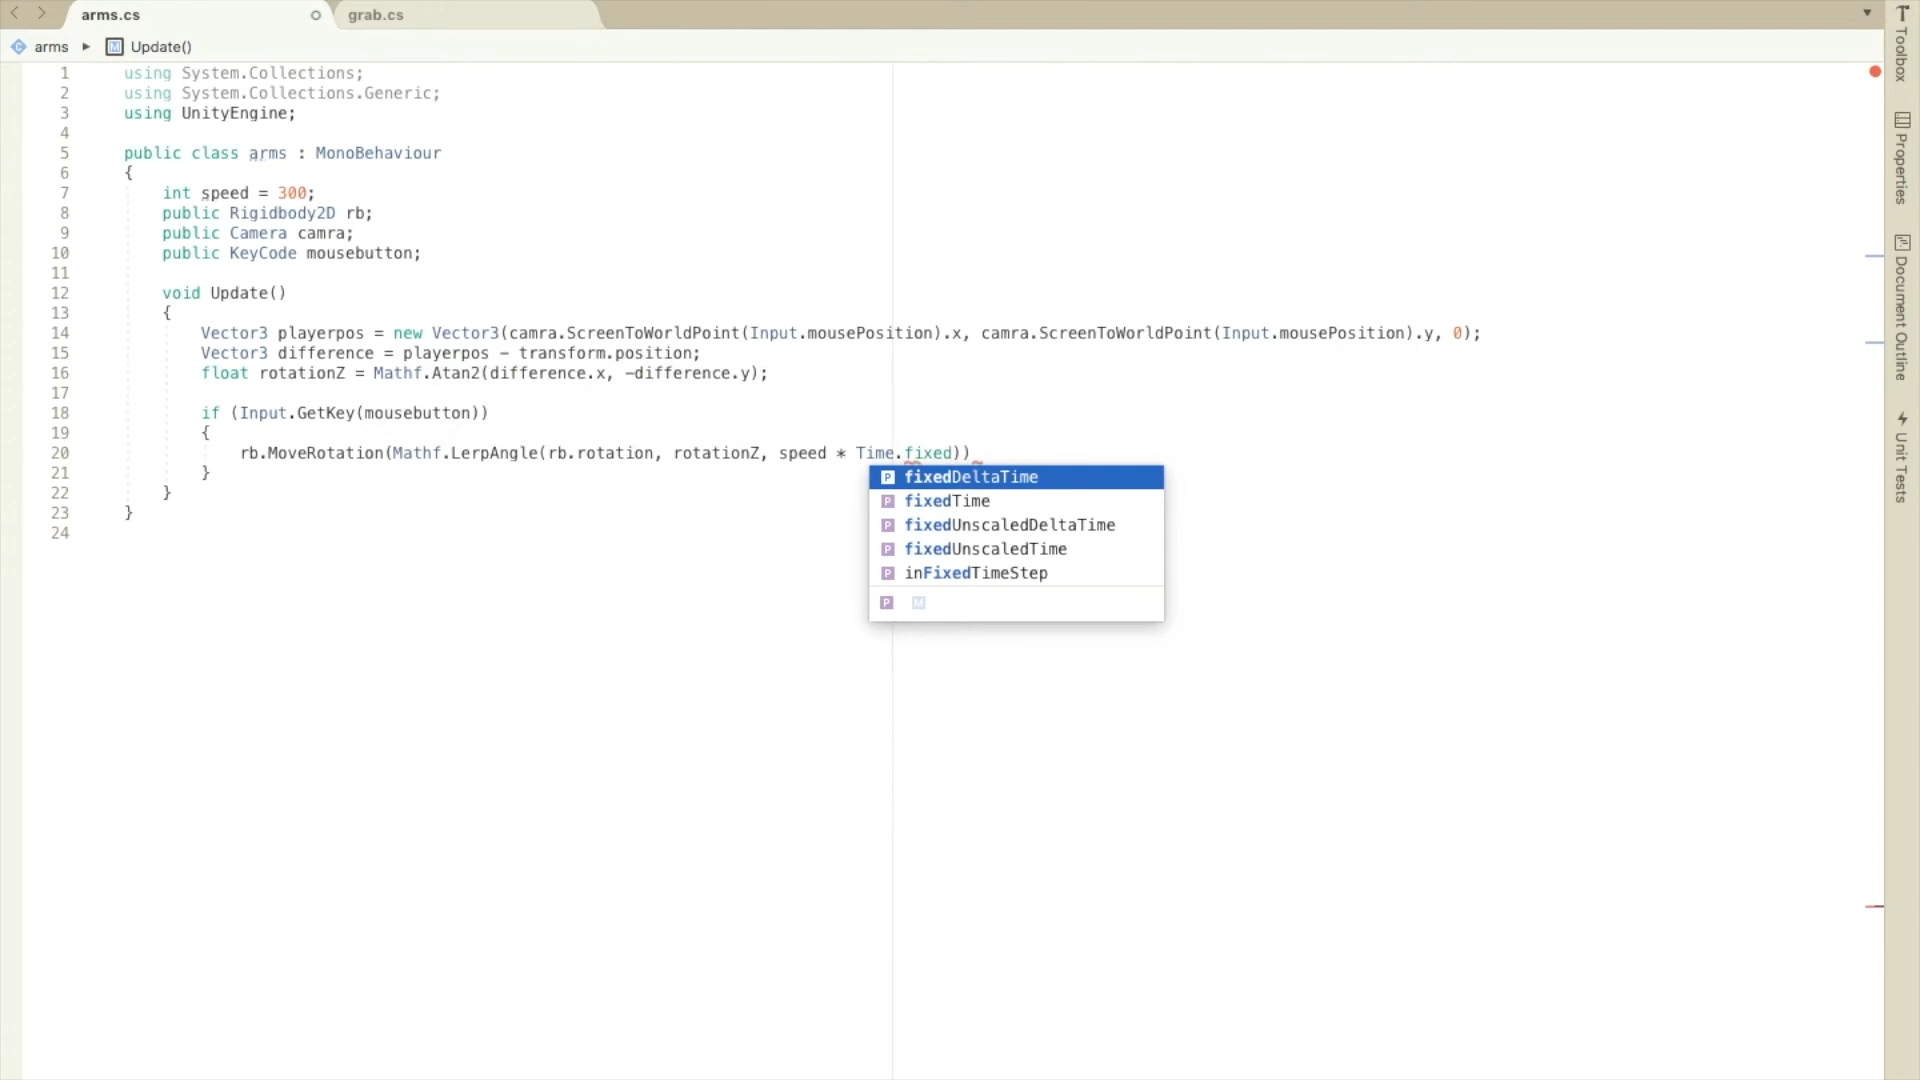 arms.cs
grab.cs
arms ▸ M Update()
1 using System.Collections;
2 using System.Collections.Generic;
3 using UnityEngine;
4
5 public class arms : MonoBehaviour
6 {
7 int speed = 300;
8 public Rigidbody2D rb;
9 public Camera camra;
10 public KeyCode mousebutton;
11
12 void Update()
13 {
14 Vector3 playerpos = new Vector3(camra.ScreenToWorldPoint(Input.mousePosition).x, camra.ScreenToWorldPoint(Input.mousePosition).y, 0);
15 Vector3 difference = playerpos - transform.position;
16 float rotationZ = Mathf.Atan2(difference.x, -difference.y);
17
18 if (Input.GetKey(mousebutton))
19 {
20 rb.MoveRotation(Mathf.LerpAngle(rb.rotation, rotationZ, speed * Time.fixed))
21 }
22 }
23 }
24
P fixedDeltaTime
P fixedTime
P fixedUnscaledDeltaTime
P fixedUnscaledTime
P inFixedTimeStep
P M
Toolbox
Properties
Document Outline
Unit Tests